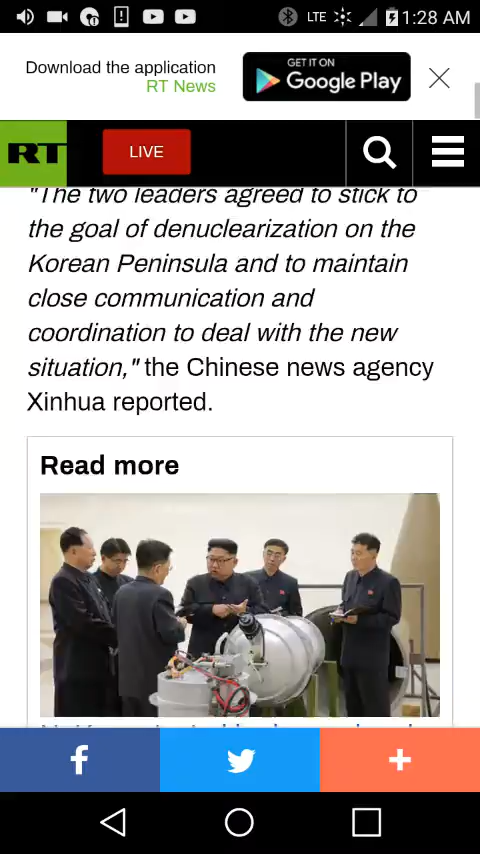 LTE 1:28 AM
Download the application
RT News
GET IT ON
Google Play
RT
LIVE
"The two leaders agreed to stick to
the goal of denuclearization on the
Korean Peninsula and to maintain
close communication and
coordination to deal with the new
situation," the Chinese news agency
Xinhua reported.
Read more